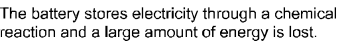 The battery stores electricity through a chemical
reaction and a large amount of energy is lost.